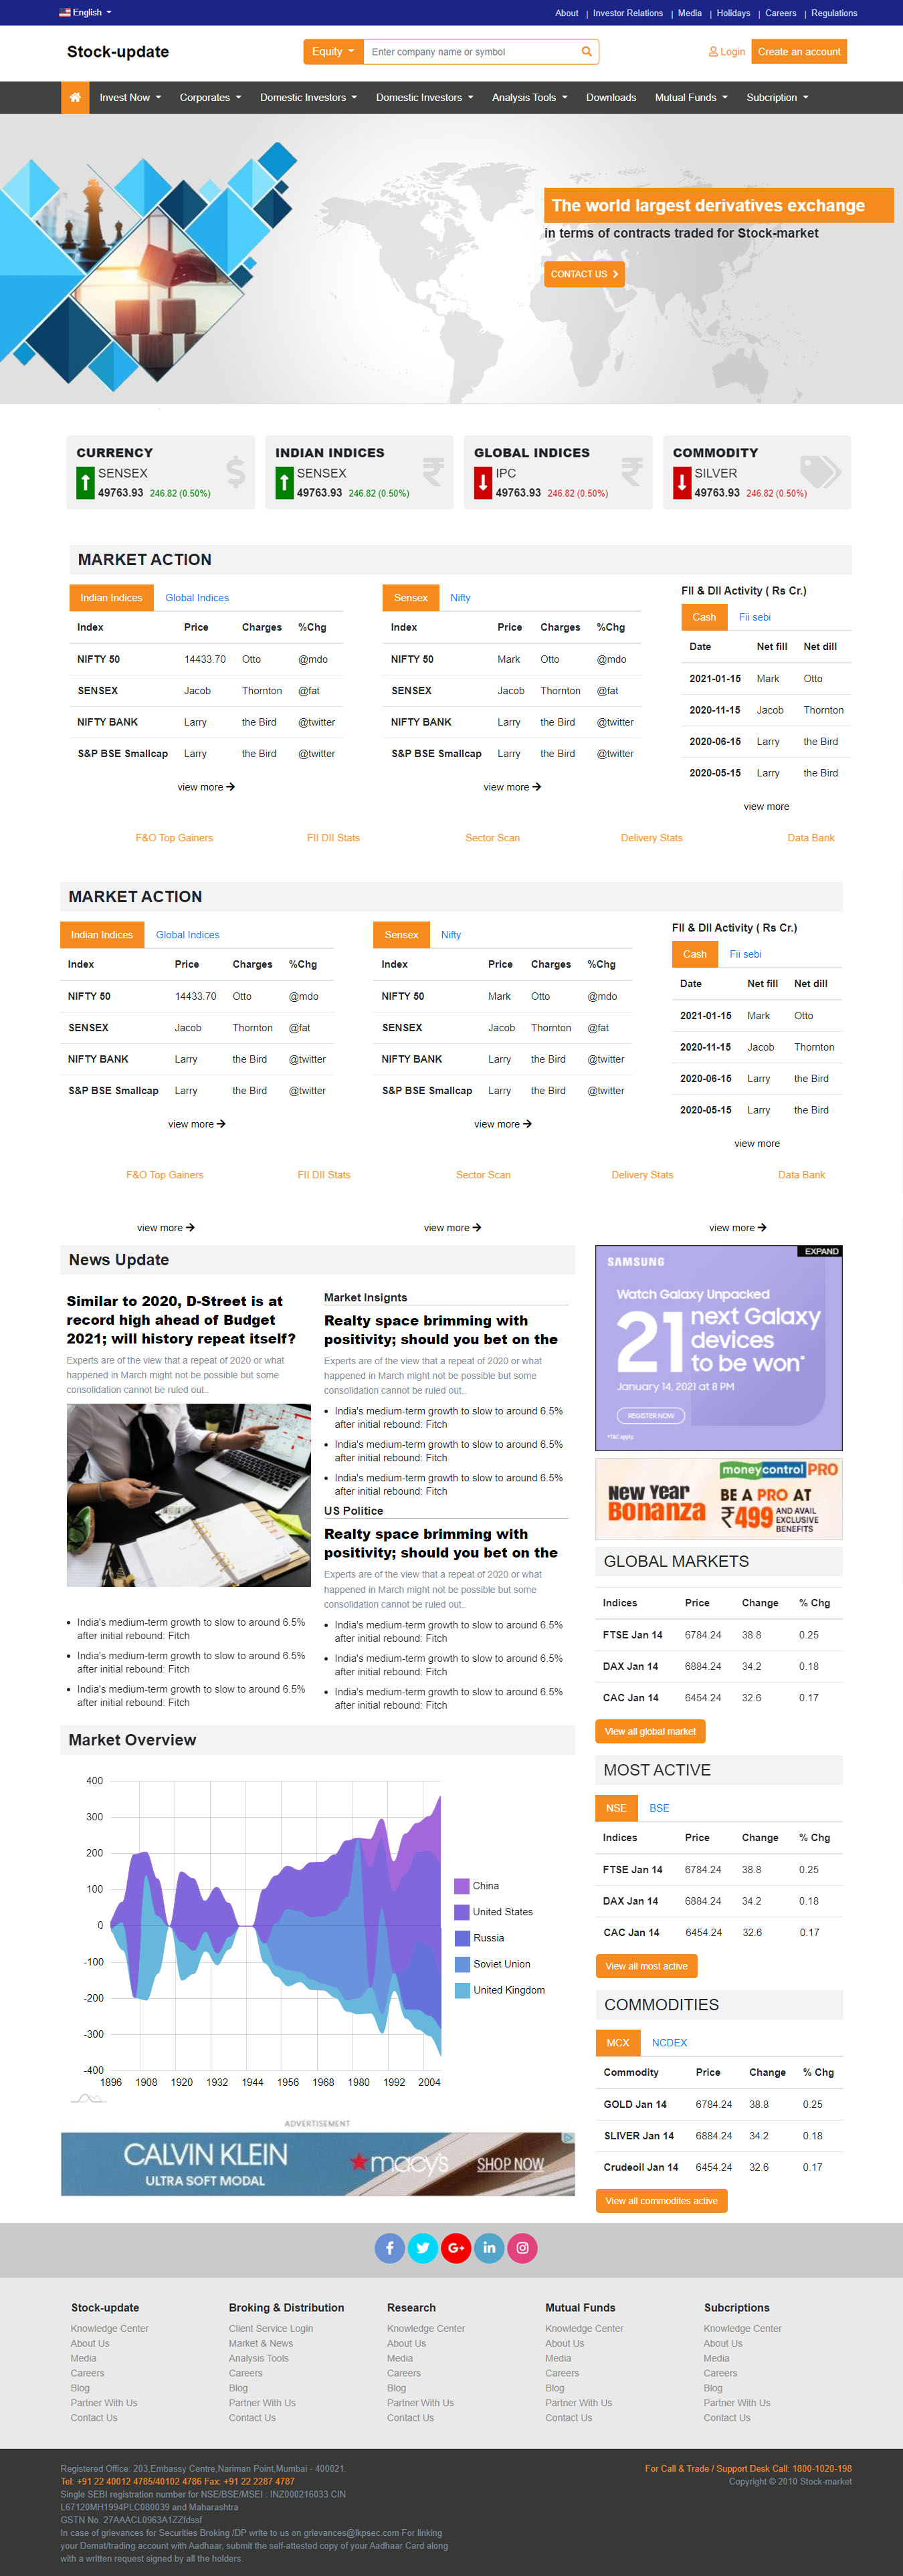 English
About | Investor Relations | Media | Holidays | Careers | Regulations
Stock-update
Equity
Enter company name or symbol
Login
Create an account
Invest Now
Corporates
Domestic Investors
Domestic Investors
Analysis Tools
Downloads
Mutual Funds
Subcription
The world largest derivatives exchange
in terms of contracts traded for Stock-market
CONTACT US
CURRENCY
SENSEX
49763.93 246.82 (0.50%)
INDIAN INDICES
SENSEX
49763.93 246.82 (0.50%)
GLOBAL INDICES
IPC
49763.93 246.82 (0.50%)
COMMODITY
SILVER
49763.93 246.82 (0.50%)
MARKET ACTION
Indian Indices Global Indices
Index Price Charges %Chg
NIFTY 50 14433.70 Otto @mdo
SENSEX Jacob Thornton @fat
NIFTY BANK Larry the Bird @twitter
S&P BSE Smallcap Larry the Bird @twitter
view more
Sensex Nifty
Index Price Charges %Chg
NIFTY 50 Mark Otto @mdo
SENSEX Jacob Thornton @fat
NIFTY BANK Larry the Bird @twitter
S&P BSE Smallcap Larry the Bird @twitter
view more
FII & DII Activity ( Rs Cr.)
Cash Fii sebi
Date Net fill Net dill
2021-01-15 Mark Otto
2020-11-15 Jacob Thornton
2020-06-15 Larry the Bird
2020-05-15 Larry the Bird
view more
F&O Top Gainers FII DII Stats Sector Scan Delivery Stats Data Bank
MARKET ACTION
Indian Indices Global Indices
Index Price Charges %Chg
NIFTY 50 14433.70 Otto @mdo
SENSEX Jacob Thornton @fat
NIFTY BANK Larry the Bird @twitter
S&P BSE Smallcap Larry the Bird @twitter
view more
Sensex Nifty
Index Price Charges %Chg
NIFTY 50 Mark Otto @mdo
SENSEX Jacob Thornton @fat
NIFTY BANK Larry the Bird @twitter
S&P BSE Smallcap Larry the Bird @twitter
view more
FII & DII Activity ( Rs Cr.)
Cash Fii sebi
Date Net fill Net dill
2021-01-15 Mark Otto
2020-11-15 Jacob Thornton
2020-06-15 Larry the Bird
2020-05-15 Larry the Bird
view more
F&O Top Gainers FII DII Stats Sector Scan Delivery Stats Data Bank
view more view more view more
News Update
Similar to 2020, D-Street is at
record high ahead of Budget
2021; will history repeat itself?
Experts are of the view that a repeat of 2020 or what
happened in March might not be possible but some
consolidation cannot be ruled out..
• India's medium-term growth to slow to around 6.5%
after initial rebound: Fitch
• India's medium-term growth to slow to around 6.5%
after initial rebound: Fitch
• India's medium-term growth to slow to around 6.5%
after initial rebound: Fitch
Market Insignts
Realty space brimming with
positivity; should you bet on the
Experts are of the view that a repeat of 2020 or what
happened in March might not be possible but some
consolidation cannot be ruled out..
• India's medium-term growth to slow to around 6.5%
after initial rebound: Fitch
• India's medium-term growth to slow to around 6.5%
after initial rebound: Fitch
• India's medium-term growth to slow to around 6.5%
after initial rebound: Fitch
US Politice
Realty space brimming with
positivity; should you bet on the
Experts are of the view that a repeat of 2020 or what
happened in March might not be possible but some
consolidation cannot be ruled out..
• India's medium-term growth to slow to around 6.5%
after initial rebound: Fitch
• India's medium-term growth to slow to around 6.5%
after initial rebound: Fitch
• India's medium-term growth to slow to around 6.5%
after initial rebound: Fitch
EXPAND
SAMSUNG
Watch Galaxy Unpacked
21 next Galaxy
devices
to be won*
January 14, 2021 at 8 PM
REGISTER NOW
*T&C apply.
moneycontrol PRO
New Year
Bonanza
BE A PRO AT
₹499 AND AVAIL
EXCLUSIVE
BENEFITS
GLOBAL MARKETS
Indices Price Change % Chg
FTSE Jan 14 6784.24 38.8 0.25
DAX Jan 14 6884.24 34.2 0.18
CAC Jan 14 6454.24 32.6 0.17
View all global market
MOST ACTIVE
NSE BSE
Indices Price Change % Chg
FTSE Jan 14 6784.24 38.8 0.25
DAX Jan 14 6884.24 34.2 0.18
CAC Jan 14 6454.24 32.6 0.17
View all most active
COMMODITIES
MCX NCDEX
Commodity Price Change % Chg
GOLD Jan 14 6784.24 38.8 0.25
SLIVER Jan 14 6884.24 34.2 0.18
Crudeoil Jan 14 6454.24 32.6 0.17
View all commodites active
Market Overview
400
300
200
100
0
-100
-200
-300
-400
1896 1908 1920 1932 1944 1956 1968 1980 1992 2004
China
United States
Russia
Soviet Union
United Kingdom
ADVERTISEMENT
CALVIN KLEIN
ULTRA SOFT MODAL
macy's
SHOP NOW
Stock-update
Knowledge Center
About Us
Media
Careers
Blog
Partner With Us
Contact Us
Broking & Distribution
Client Service Login
Market & News
Analysis Tools
Careers
Blog
Partner With Us
Contact Us
Research
Knowledge Center
About Us
Media
Careers
Blog
Partner With Us
Contact Us
Mutual Funds
Knowledge Center
About Us
Media
Careers
Blog
Partner With Us
Contact Us
Subcriptions
Knowledge Center
About Us
Media
Careers
Blog
Partner With Us
Contact Us
Registered Office: 203,Embassy Centre,Nariman Point,Mumbai - 400021.
Tel: +91 22 40012 4785/40102 4786 Fax: +91 22 2287 4787
Single SEBI registration number for NSE/BSE/MSEI : INZ000216033 CIN
L67120MH1994PLC080039 and Maharashtra
GSTN No. 27AAACL0963A1ZZfdssf
In case of grievances for Securities Broking /DP write to us on grievances@lkpsec.com For linking
your Demat/trading account with Aadhaar, submit the self-attested copy of your Aadhaar Card along
with a written request signed by all the holders.
For Call & Trade / Support Desk Call: 1800-1020-198
Copyright © 2010 Stock-market